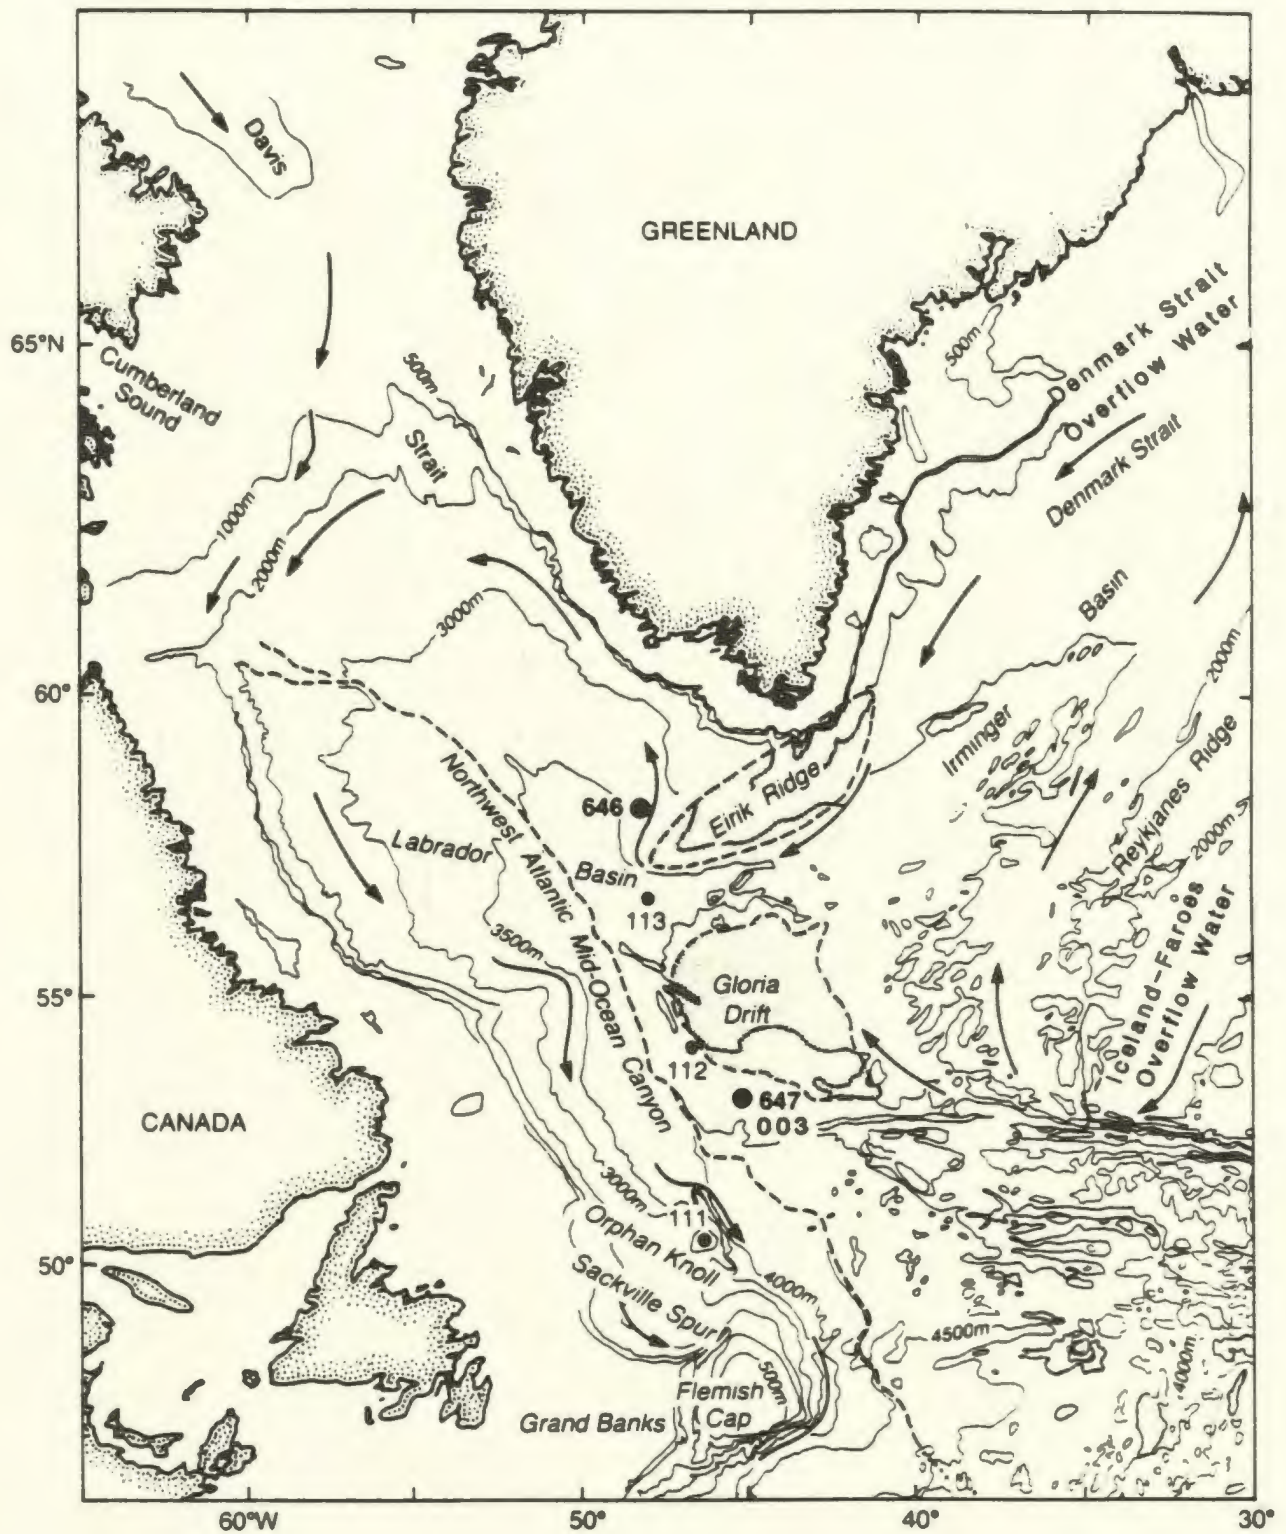 Davis
GREENLAND
65°N
Cumberland
Sound
500m
Strait
500m
Denmark Strait
Overflow Water
Denmark Strait
1000m
2000m
3000m
Basin
2000m
60°
Irminger
Reykjanes Ridge
Northwest Atlantic Mid-Ocean Canyon
646
Eirik Ridge
Labrador
Basin
2000m
113
3500m
Iceland-Faroes
Overflow Water
55°
Gloria
Drift
112
647
003
CANADA
3000m
111
Orphan Knoll
50°
Sackville Spur
4000m
4500m
4000m
500m
Flemish
Cap
Grand Banks
60°W
50°
40°
30°